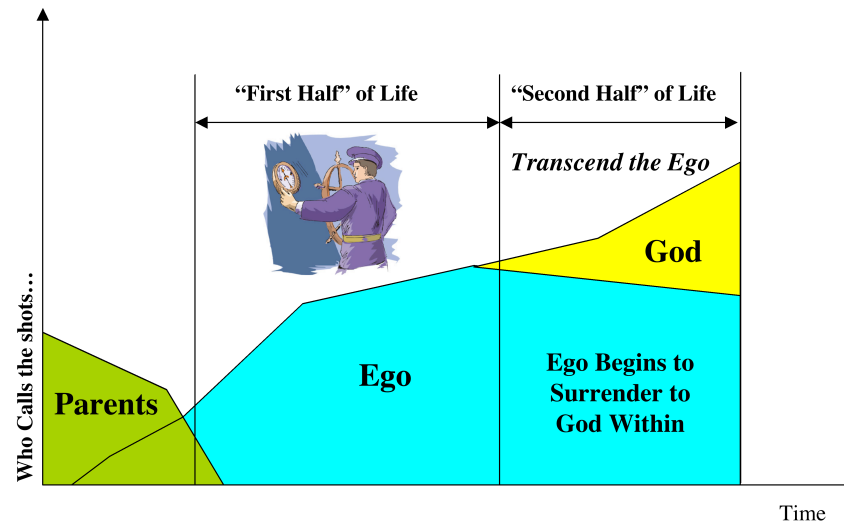 “First Half” of Life
“Second Half” of Life
Transcend the Ego
God
Who Calls the shots…
Parents
Ego
Ego Begins to
Surrender to
God Within
Time